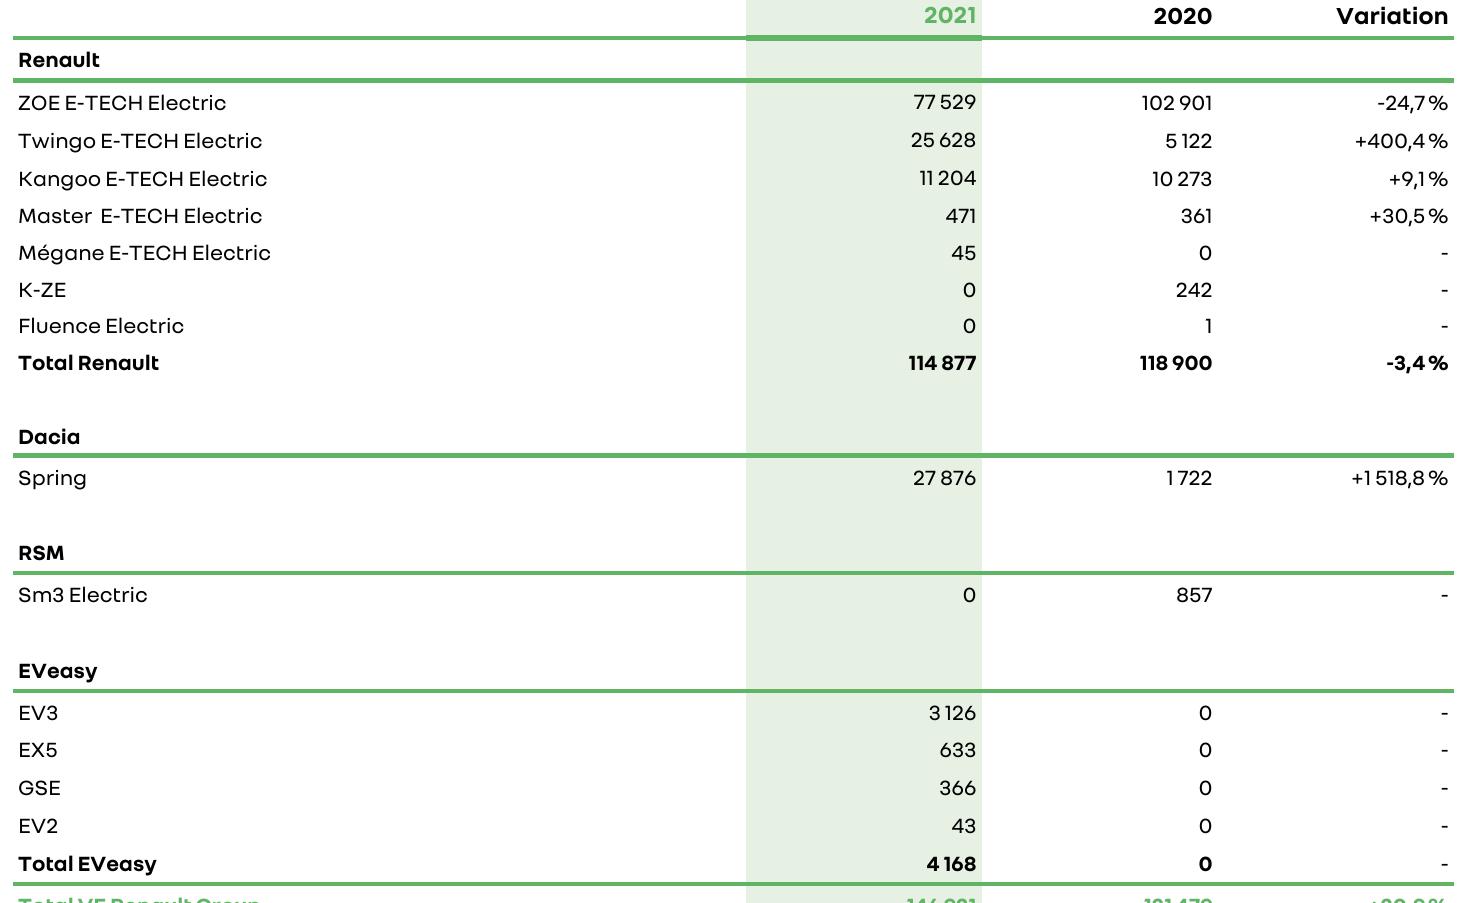 2021 2020 Variation
Renault
ZOE E-TECH Electric 77 529 102 901 -24,7 %
Twingo E-TECH Electric 25 628 5 122 +400,4 %
Kangoo E-TECH Electric 11 204 10 273 +9,1 %
Master E-TECH Electric 471 361 +30,5 %
Mégane E-TECH Electric 45 0 -
K-ZE 0 242 -
Fluence Electric 0 1 -
Total Renault 114 877 118 900 -3,4 %
Dacia
Spring 27 876 1 722 +1 518,8 %
RSM
Sm3 Electric 0 857 -
EVeasy
EV3 3 126 0 -
EX5 633 0 -
GSE 366 0 -
EV2 43 0 -
Total EVeasy 4 168 0 -
Total VE Renault Group